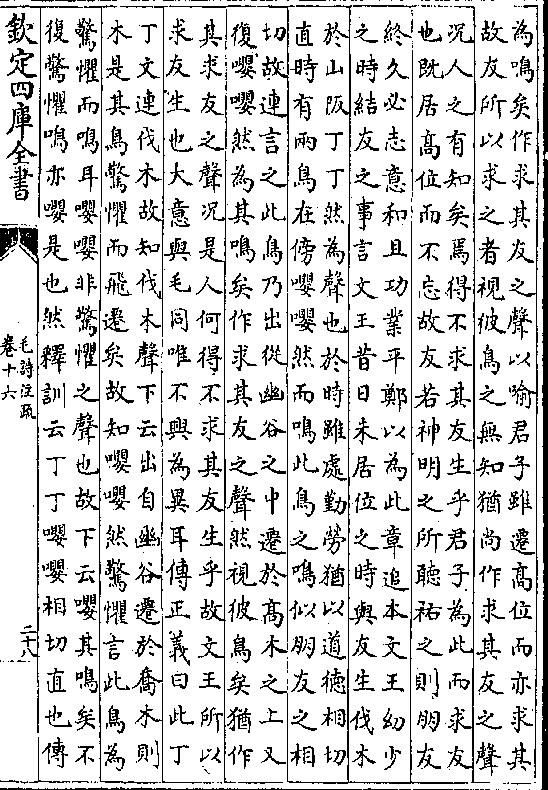 為鳴矣作求其友之聲以喻君子雖遷高位而亦求其
故友所以求之者視彼鳥之無知猶尚作求其友之聲
況人之有知矣焉得不求其友生乎君子為此而求友
也既居高位而不忘故友若神明之所聽祐之則朋友
終久必志意和且功業平鄭以為此章追本文王幼少
之時結友之事言文王昔日未居位之時與友生伐木
於山阪丁丁然為聲也於時雖處勤勞猶以道徳相切
直時有兩鳥在傍嚶嚶然而鳴此鳥之鳴似朋友之相
切故連言之此鳥乃出從幽谷之中遷於髙木之上又
復嚶嚶然為其鳴矣作求其友之聲然視彼鳥矣猶作
其求友之聲况是人何得不求其友生乎故文王所以
求友生也大意與毛同唯不興為異耳傳正義曰此丁
丁文連伐木故知伐木聲下云出自幽谷遷於喬木則
木是其鳥驚懼而飛遷矣故知嚶嚶然驚懼言此鳥為
驚懼而鳴耳嚶嚶非驚懼之聲也故下云嚶其鳴矣不
復驚懼鳴亦嚶是也然釋訓云丁丁嚶嚶相切直也傳
欽定四庫全書
毛詩注疏
卷十六
二十八